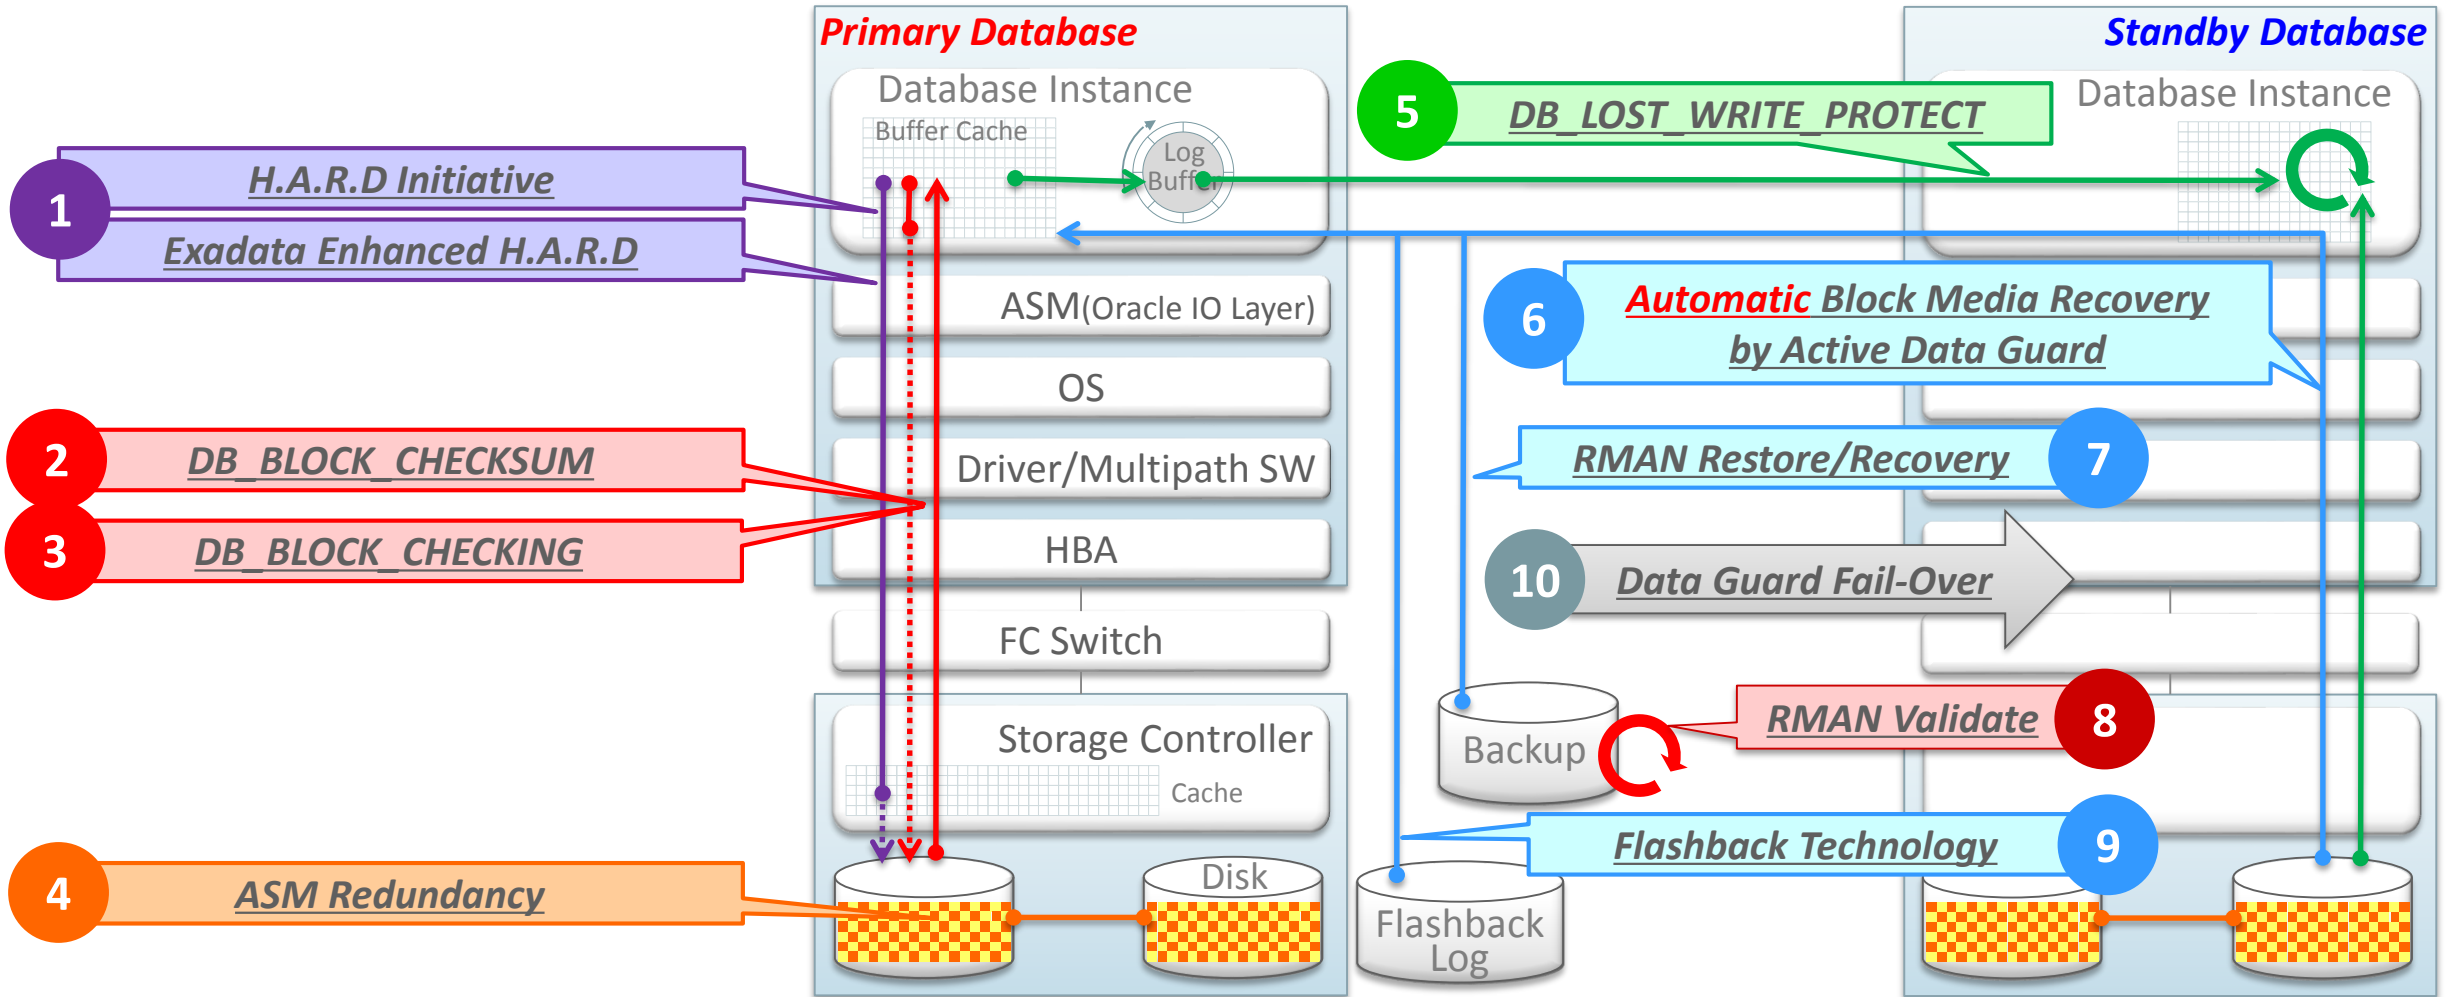 Primary Database
Database Instance
Buffer Cache
Log
Buffer
ASM(Oracle IO Layer)
OS
Driver/Multipath SW
HBA
FC Switch
Storage Controller
Cache
Disk
1
H.A.R.D Initiative
Exadata Enhanced H.A.R.D
2
DB_BLOCK_CHECKSUM
3
DB_BLOCK_CHECKING
4
ASM Redundancy
Standby Database
Database Instance
5
DB_LOST_WRITE_PROTECT
6
Automatic Block Media Recovery
by Active Data Guard
RMAN Restore/Recovery
7
10
Data Guard Fail-Over
Backup
RMAN Validate
8
Flashback Technology
9
Flashback
Log